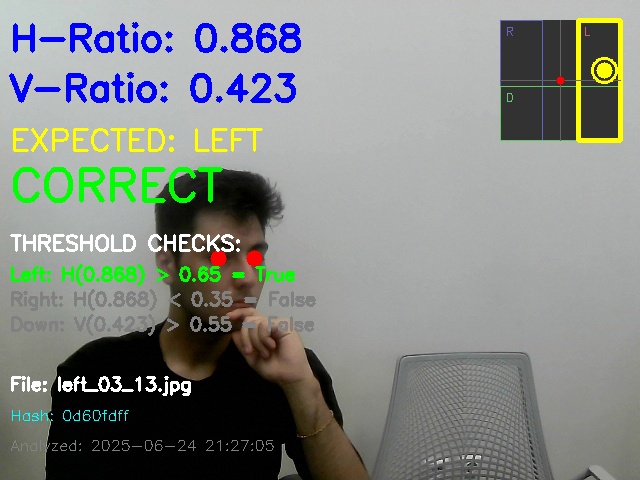 H-Ratio: 0.868
V-Ratio: 0.423
R
L
D
EXPECTED: LEFT
CORRECT
THRESHOLD CHECKS:
Left: H(0.868) > 0.65 = True
Right: H(0.868) < 0.35 = False
Down: V(0.423) > 0.55 = False
File: left_03_13.jpg
Hash: 0d60fdff
Analyzed: 2025-06-24 21:27:05